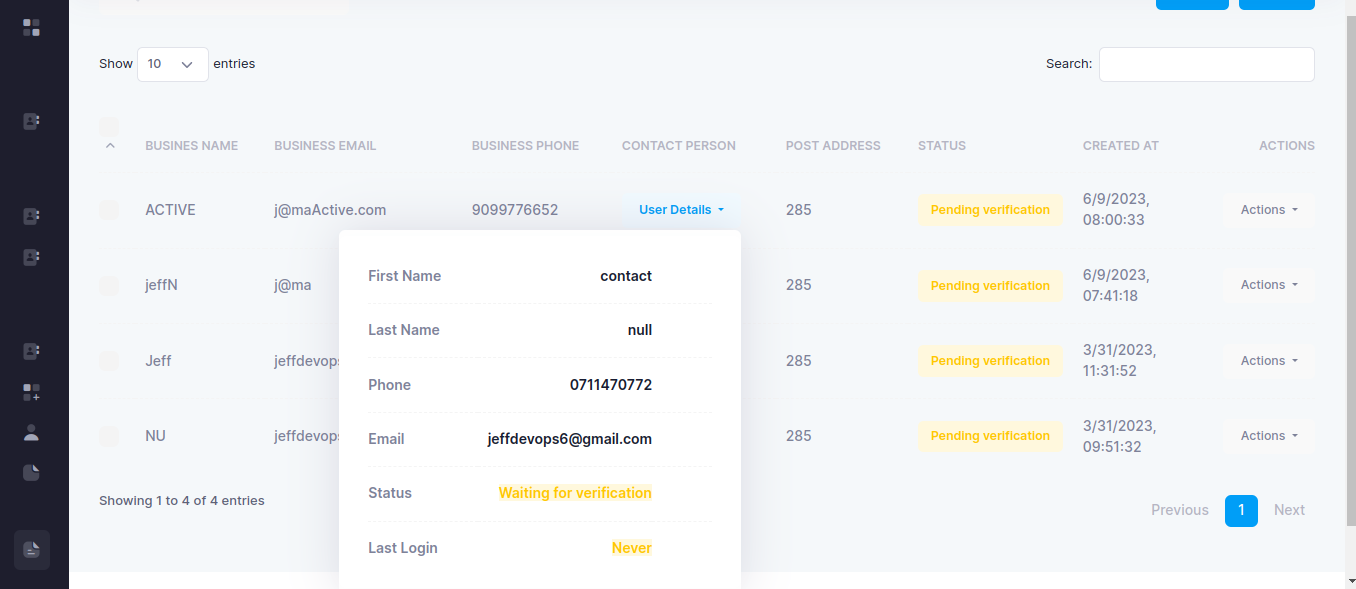 Show 10 entries Search:
BUSINES NAME BUSINESS EMAIL BUSINESS PHONE CONTACT PERSON POST ADDRESS STATUS CREATED AT ACTIONS
ACTIVE j@maActive.com 9099776652 User Details 285 Pending verification 6/9/2023, 08:00:33 Actions
jeffN j@ma 285 Pending verification 6/9/2023, 07:41:18 Actions
Jeff jeffdevops 285 Pending verification 3/31/2023, 11:31:52 Actions
NU jeffdevops 285 Pending verification 3/31/2023, 09:51:32 Actions
First Name contact
Last Name null
Phone 0711470772
Email jeffdevops6@gmail.com
Status Waiting for verification
Last Login Never
Showing 1 to 4 of 4 entries
Previous 1 Next